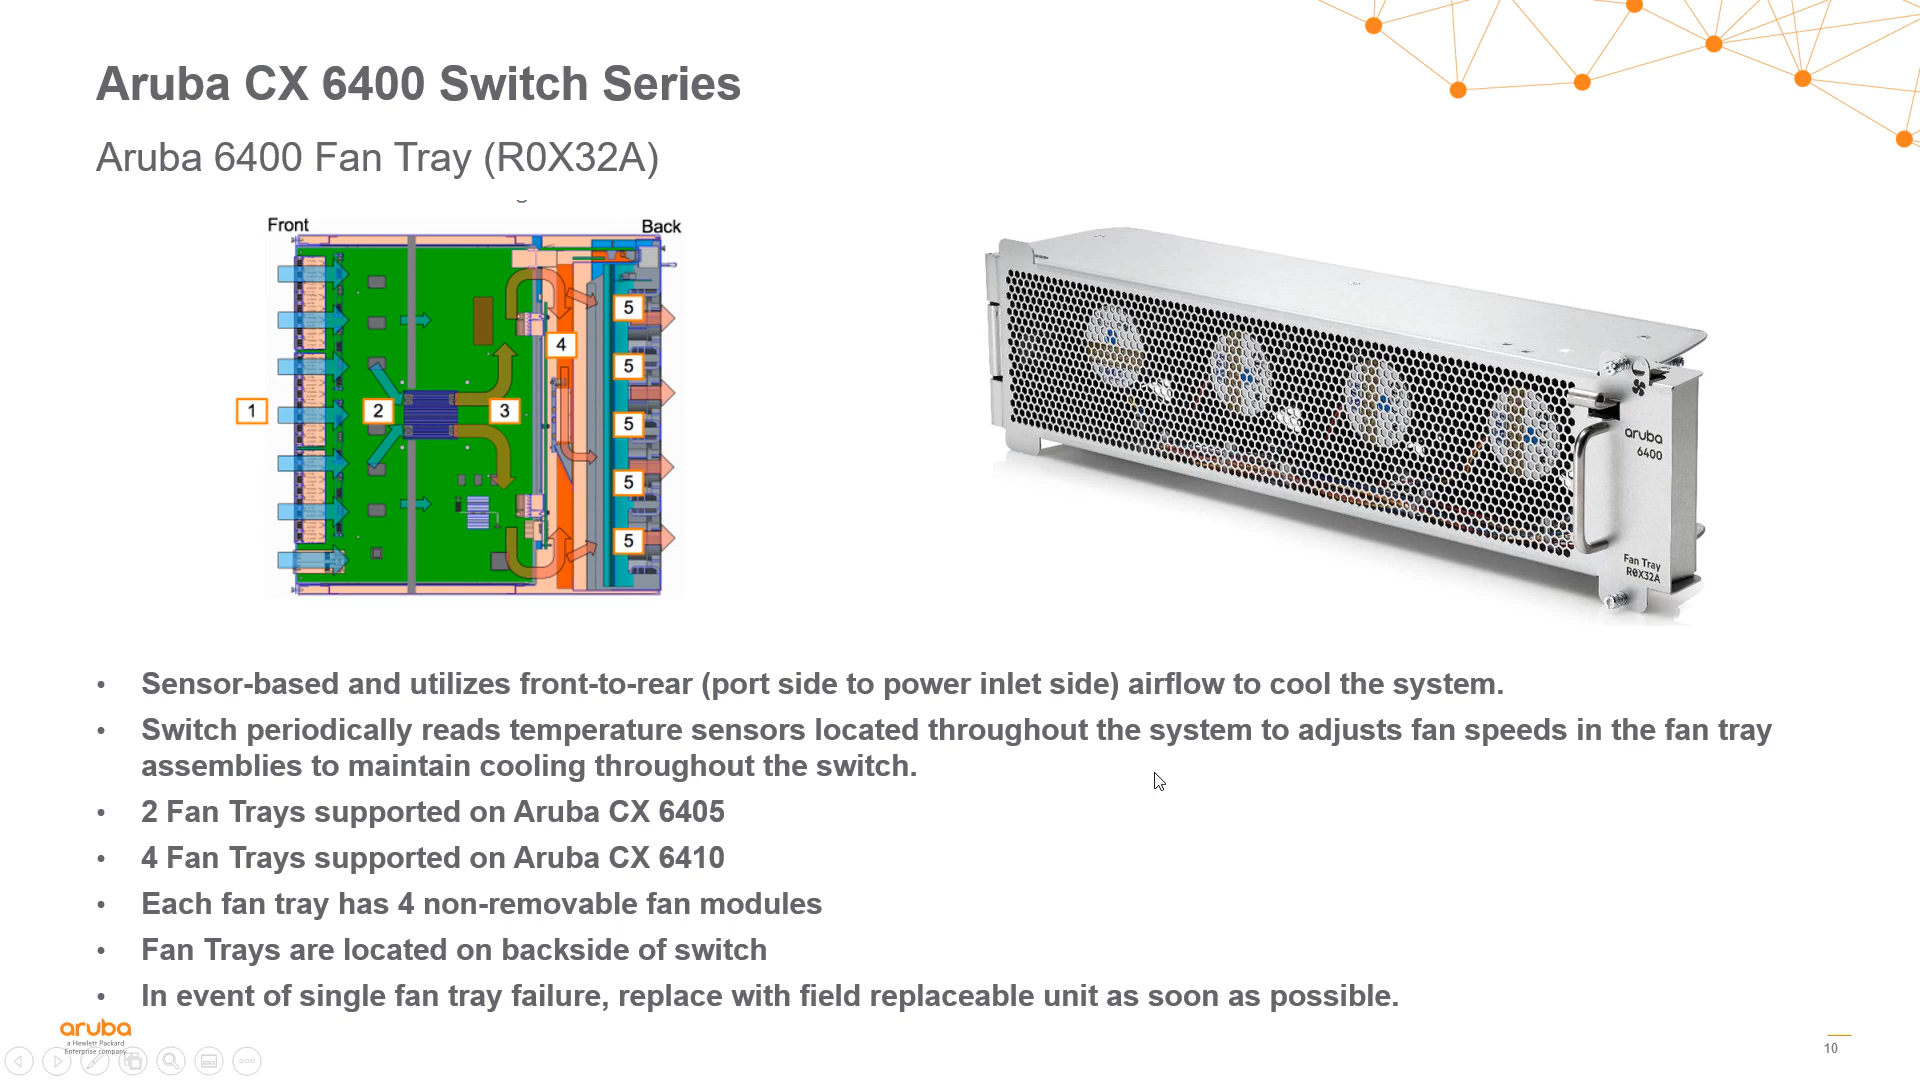 Aruba CX 6400 Switch Series
Aruba 6400 Fan Tray (R0X32A)
Front
Back
1
2
3
4
5
5
5
5
5
aruba
6400
Fan Tray
R0X32A
• Sensor-based and utilizes front-to-rear (port side to power inlet side) airflow to cool the system.
• Switch periodically reads temperature sensors located throughout the system to adjusts fan speeds in the fan tray
assemblies to maintain cooling throughout the switch.
• 2 Fan Trays supported on Aruba CX 6405
• 4 Fan Trays supported on Aruba CX 6410
• Each fan tray has 4 non-removable fan modules
• Fan Trays are located on backside of switch
• In event of single fan tray failure, replace with field replaceable unit as soon as possible.
aruba
a Hewlett Packard
Enterprise company
10